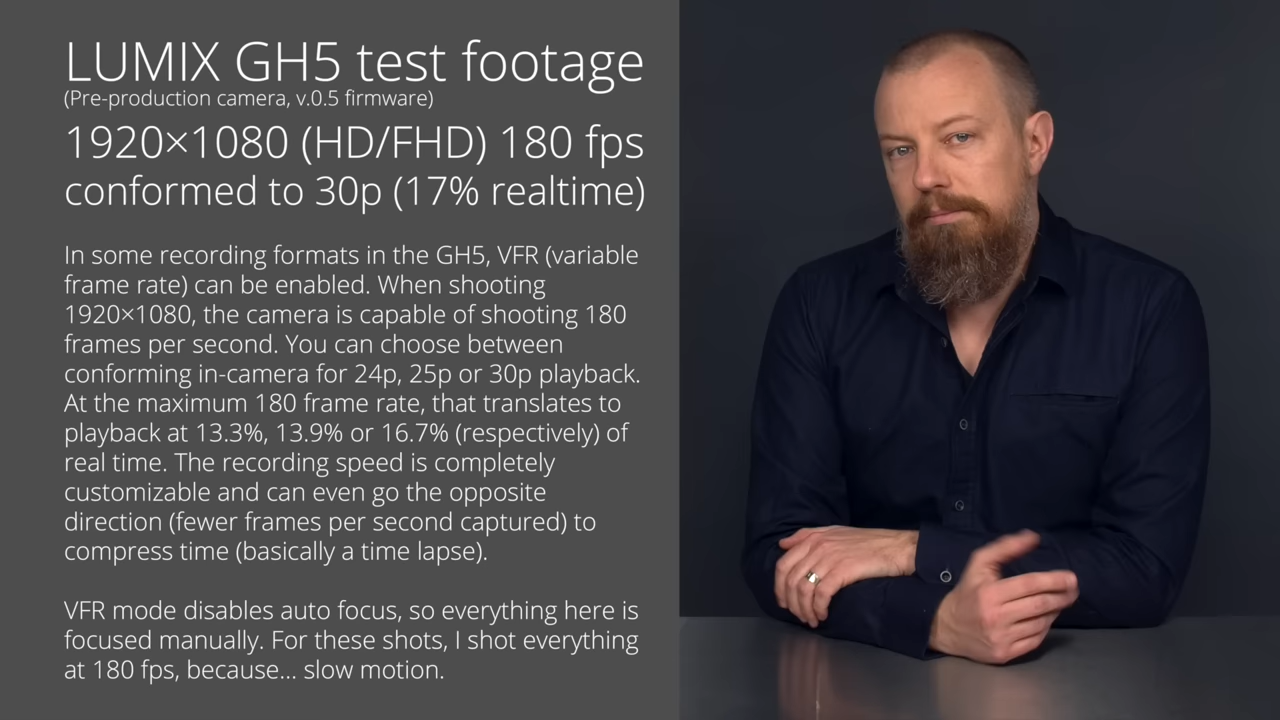 LUMIX GH5 test footage
(Pre-production camera, v.0.5 firmware)
1920×1080 (HD/FHD) 180 fps
conformed to 30p (17% realtime)
In some recording formats in the GH5, VFR (variable
frame rate) can be enabled. When shooting
1920×1080, the camera is capable of shooting 180
frames per second. You can choose between
conforming in-camera for 24p, 25p or 30p playback.
At the maximum 180 frame rate, that translates to
playback at 13.3%, 13.9% or 16.7% (respectively) of
real time. The recording speed is completely
customizable and can even go the opposite
direction (fewer frames per second captured) to
compress time (basically a time lapse).
VFR mode disables auto focus, so everything here is
focused manually. For these shots, I shot everything
at 180 fps, because... slow motion.